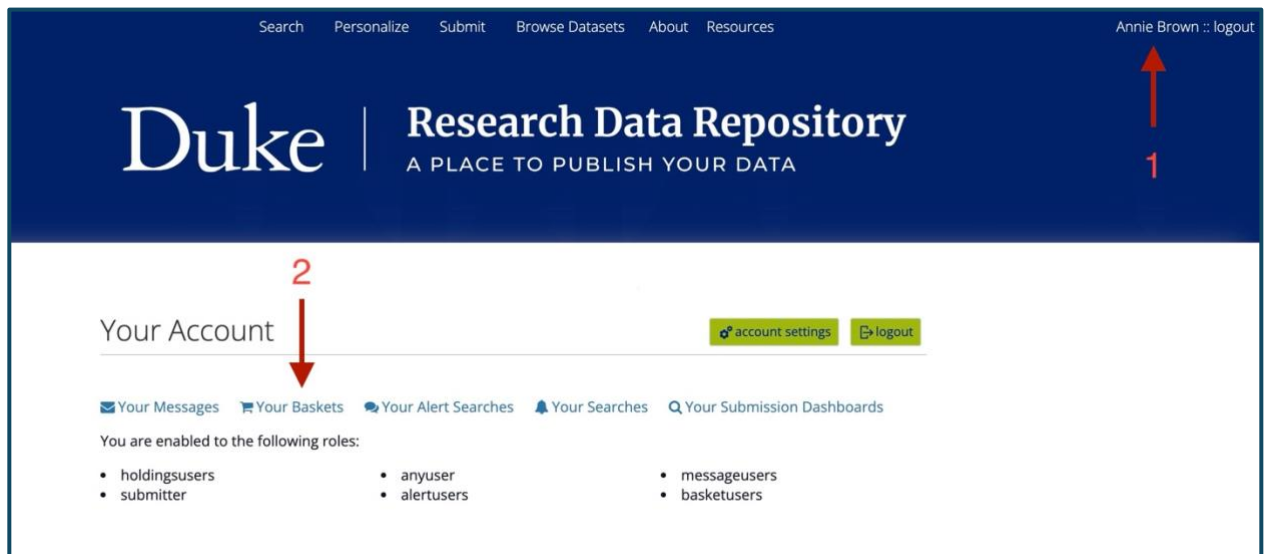 Search Personalize Submit Browse Datasets About Resources Annie Brown :: logout
Duke Research Data Repository
A PLACE TO PUBLISH YOUR DATA
1
2
Your Account account settings logout
Your Messages Your Baskets Your Alert Searches Your Searches Your Submission Dashboards
You are enabled to the following roles:
• holdingsusers • anyuser • messageusers
• submitter • alertusers • basketusers